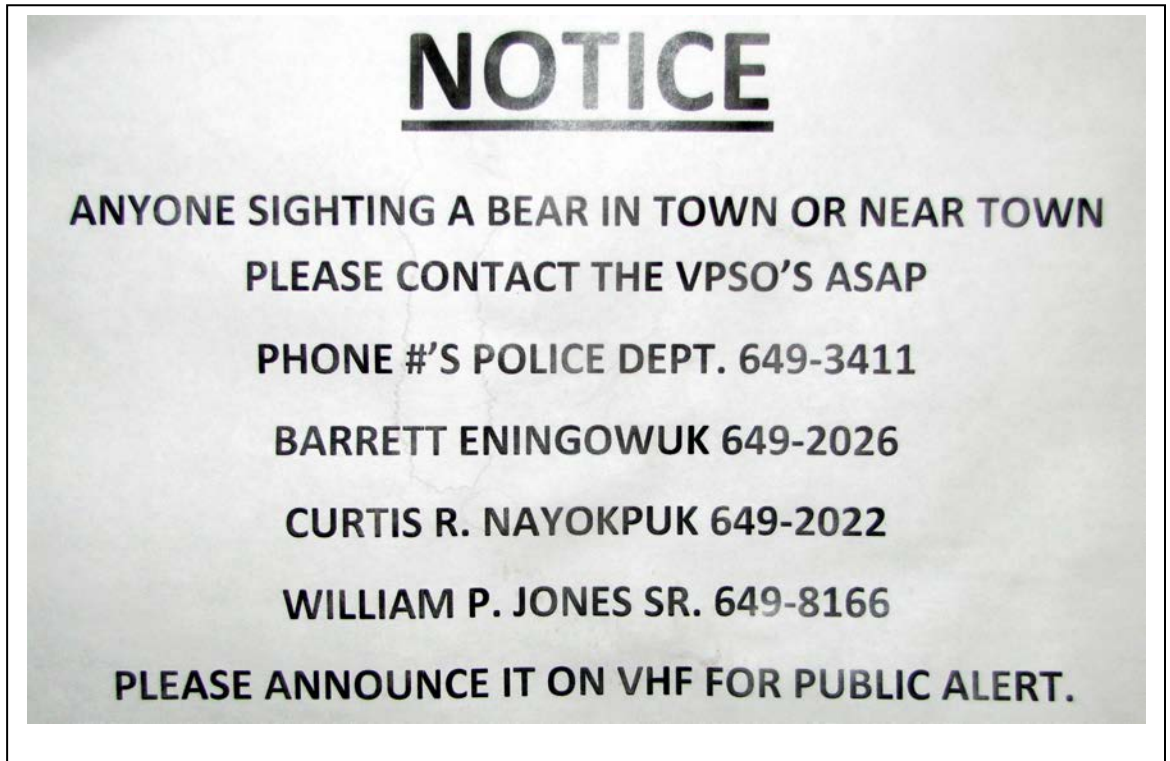 NOTICE
ANYONE SIGHTING A BEAR IN TOWN OR NEAR TOWN
PLEASE CONTACT THE VPSO'S ASAP
PHONE #'S POLICE DEPT. 649-3411
BARRETT ENINGOWUK 649-2026
CURTIS R. NAYOKPUK 649-2022
WILLIAM P. JONES SR. 649-8166
PLEASE ANNOUNCE IT ON VHF FOR PUBLIC ALERT.